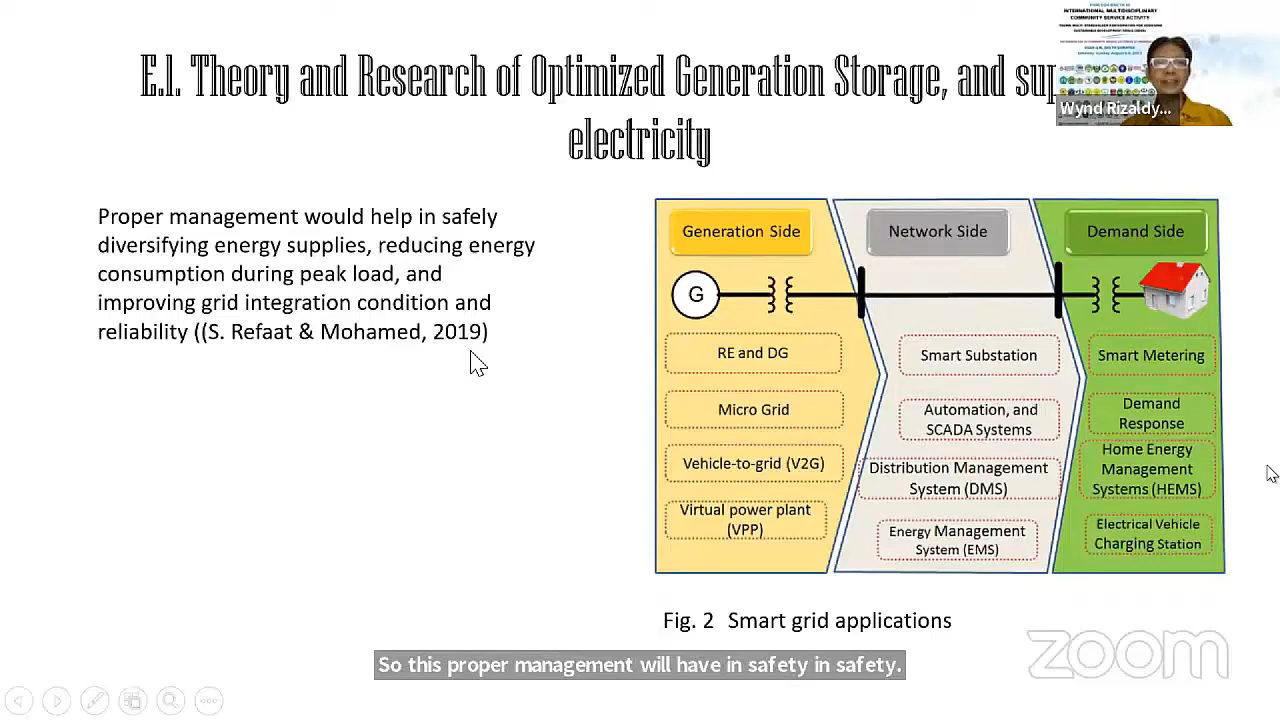 INTERNATIONAL MULTIDISCIPLINARY
COMMUNITY SERVICE ACTIVITY
Wynd Rizaldy...
E.I. Theory and Research of Optimized Generation Storage, and sup
electricity
Proper management would help in safely
diversifying energy supplies, reducing energy
consumption during peak load, and
improving grid integration condition and
reliability ((S. Refaat & Mohamed, 2019)
Generation Side
Network Side
Demand Side
G
RE and DG
Micro Grid
Vehicle-to-grid (V2G)
Virtual power plant
(VPP)
Smart Substation
Automation, and
SCADA Systems
Distribution Management
System (DMS)
Energy Management
System (EMS)
Smart Metering
Demand
Response
Home Energy
Management
Systems (HEMS)
Electrical Vehicle
Charging Station
Fig. 2 Smart grid applications
So this proper management will have in safety in safety.
zoom